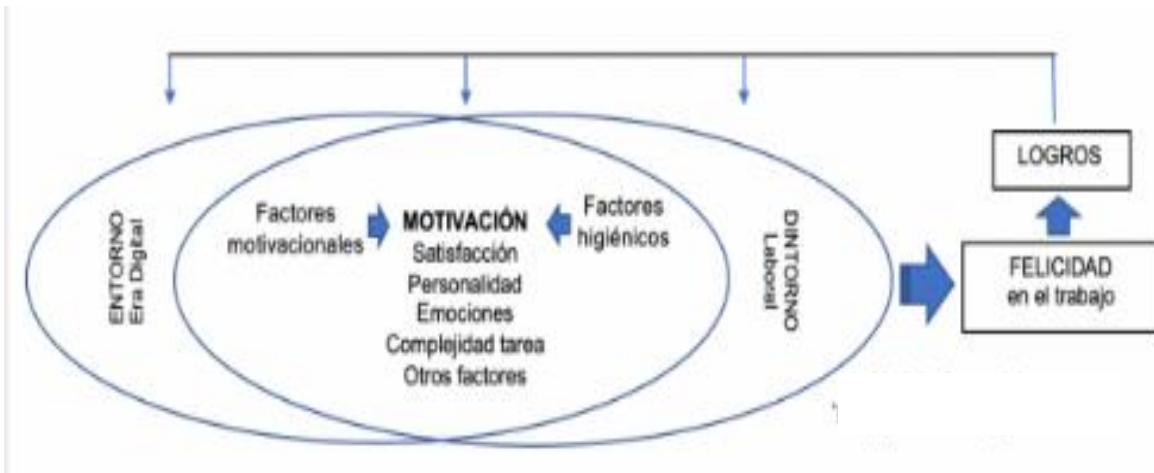 LOGROS
ENTORNO
Era Digital
Factores
motivacionales
MOTIVACIÓN
Satisfacción
Personalidad
Emociones
Complejidad tarea
Otros factores
Factores
higiénicos
DINTORNO
Laboral
FELICIDAD
en el trabajo